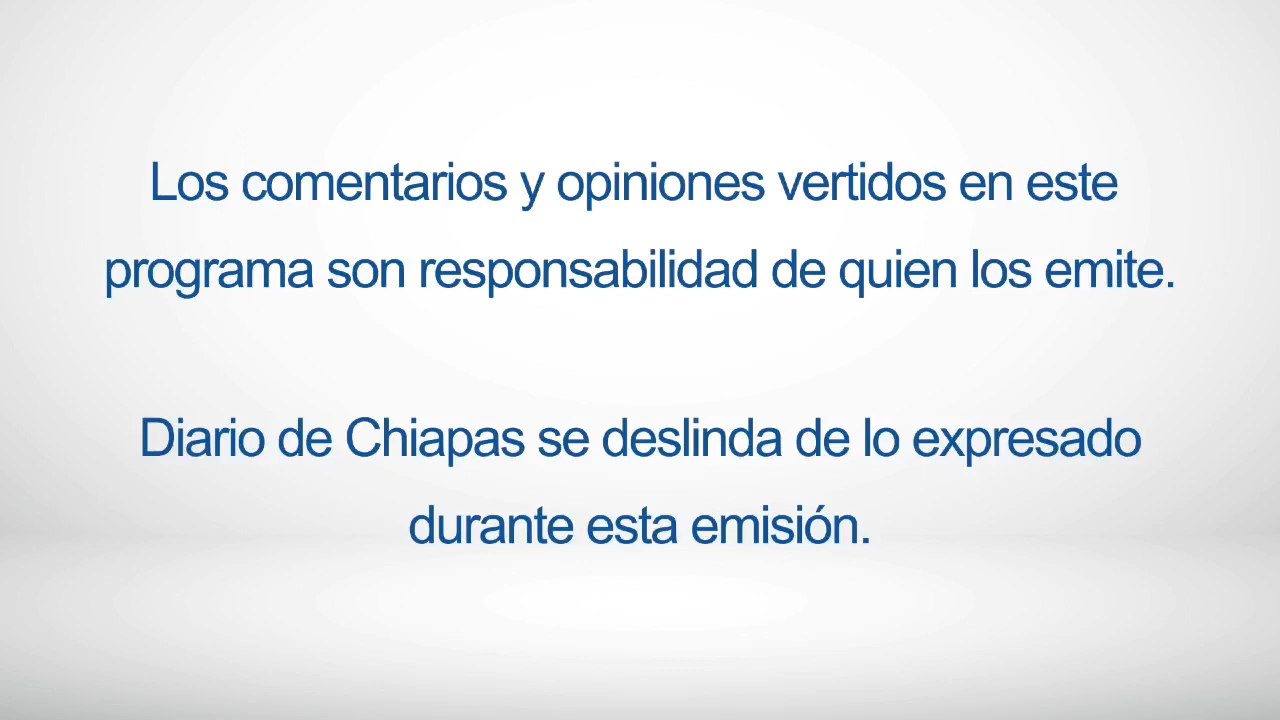 Los comentarios y opiniones vertidos en este
programa son responsabilidad de quien los emite.
Diario de Chiapas se deslinda de lo expresado
durante esta emisión.